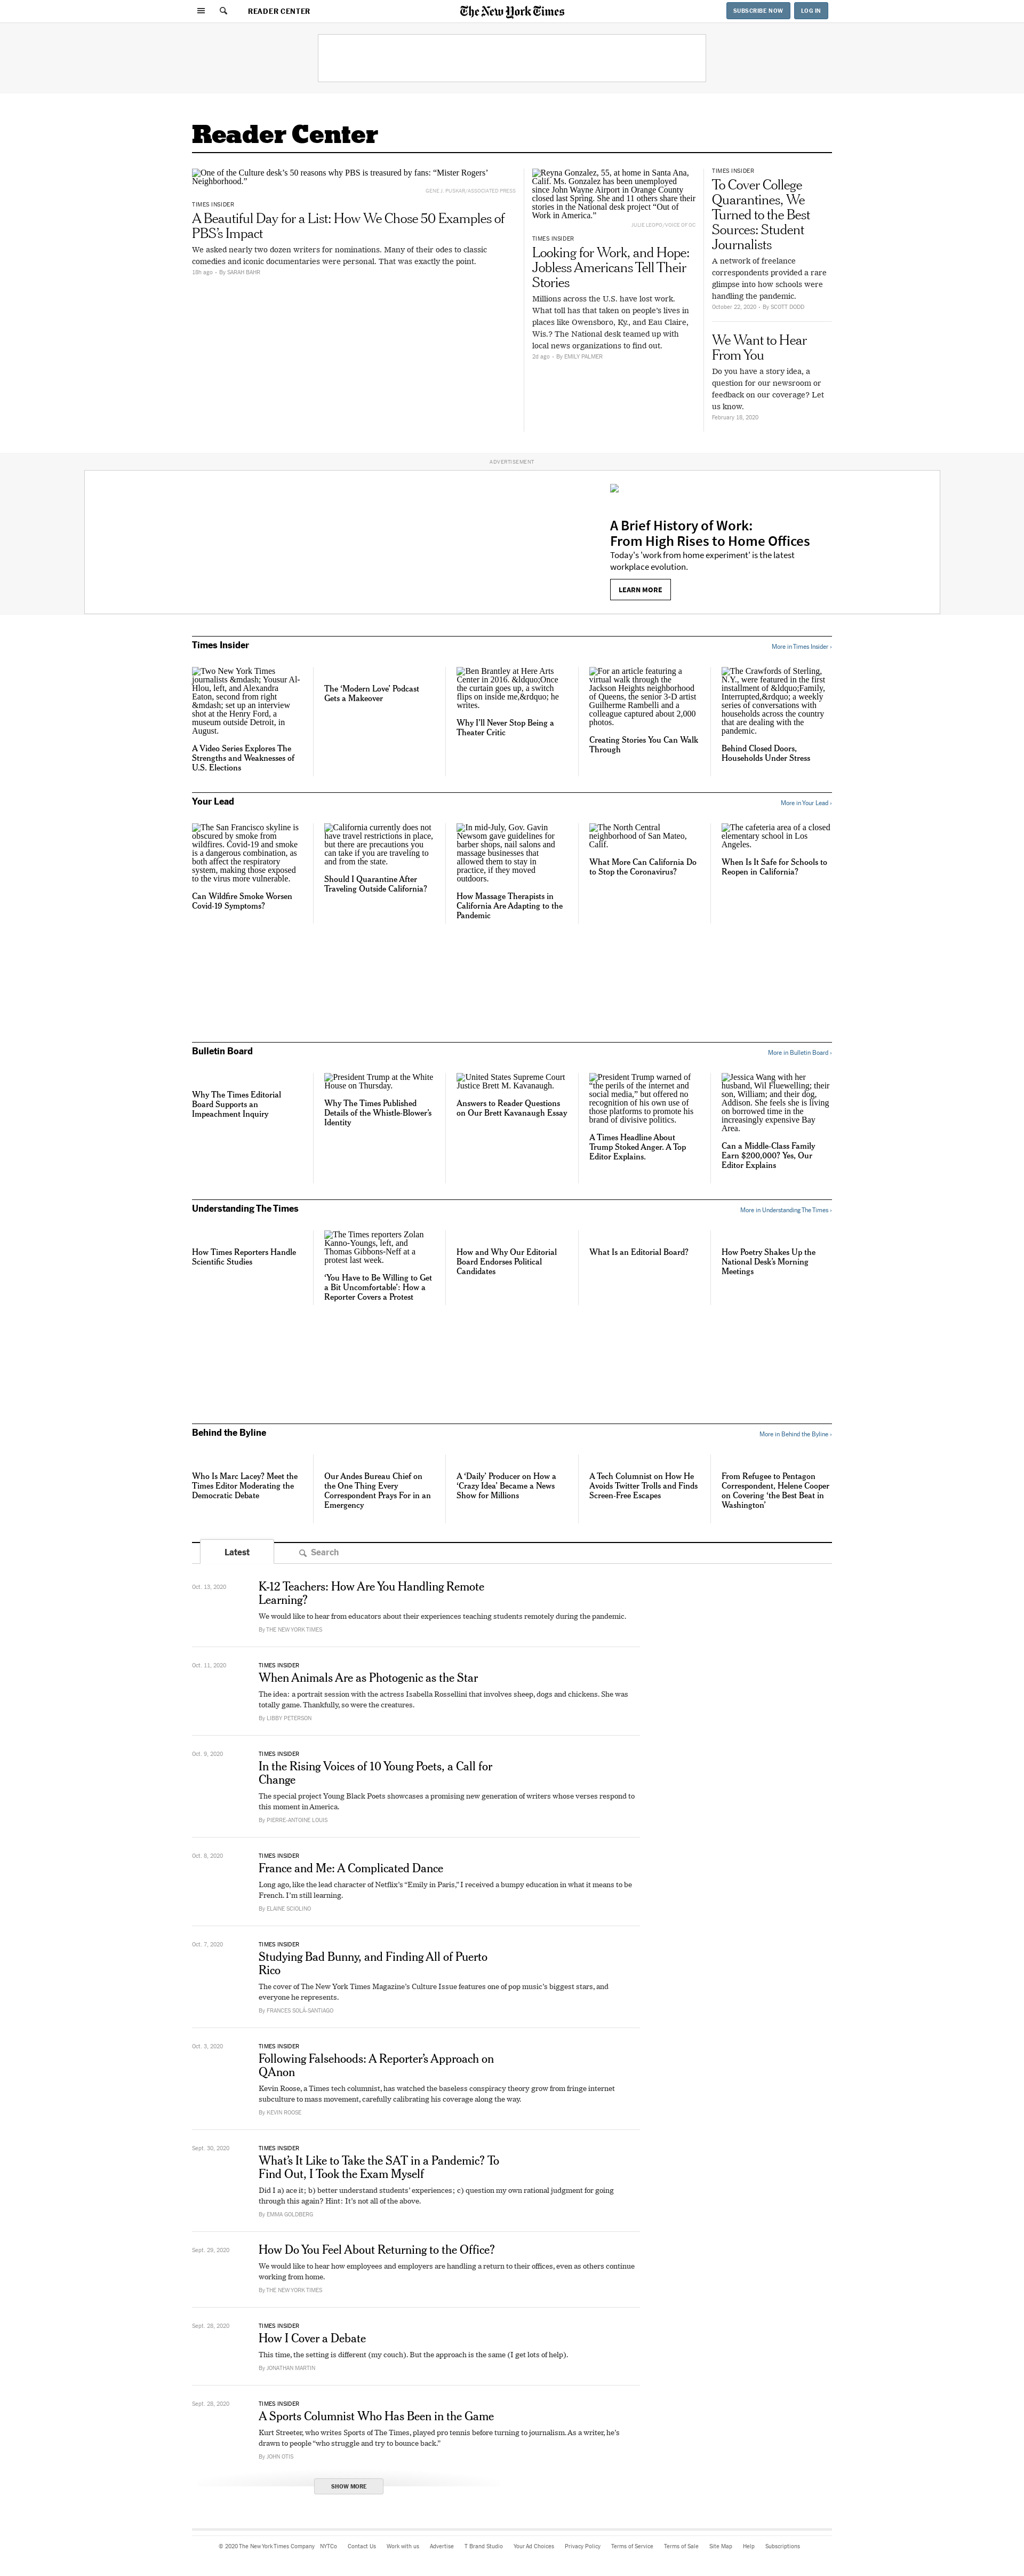 READER CENTER
The New York Times
SUBSCRIBE NOW
LOG IN
Reader Center
One of the Culture desk’s 50 reasons why PBS is treasured by fans: “Mister Rogers’
Neighborhood.”
GENE J. PUSKAR/ASSOCIATED PRESS
TIMES INSIDER
A Beautiful Day for a List: How We Chose 50 Examples of
PBS’s Impact
We asked nearly two dozen writers for nominations. Many of their odes to classic
comedies and iconic documentaries were personal. That was exactly the point.
18h ago - By SARAH BAHR
Reyna Gonzalez, 55, at home in Santa Ana,
Calif. Ms. Gonzalez has been unemployed
since John Wayne Airport in Orange County
closed last Spring. She and 11 others share their
stories in the National desk project “Out of
Work in America.”
JULIE LEOPO/VOICE OF OC
TIMES INSIDER
Looking for Work, and Hope:
Jobless Americans Tell Their
Stories
Millions across the U.S. have lost work.
What toll has that taken on people’s lives in
places like Owensboro, Ky., and Eau Claire,
Wis.? The National desk teamed up with
local news organizations to find out.
2d ago - By EMILY PALMER
TIMES INSIDER
To Cover College
Quarantines, We
Turned to the Best
Sources: Student
Journalists
A network of freelance
correspondents provided a rare
glimpse into how schools were
handling the pandemic.
October 22, 2020 - By SCOTT DODD
We Want to Hear
From You
Do you have a story idea, a
question for our newsroom or
feedback on our coverage? Let
us know.
February 18, 2020
ADVERTISEMENT
A Brief History of Work:
From High Rises to Home Offices
Today's 'work from home experiment' is the latest
workplace evolution.
LEARN MORE
Times Insider
More in Times Insider ›
Two New York Times
journalists &mdash; Yousur Al-
Hlou, left, and Alexandra
Eaton, second from right
&mdash; set up an interview
shot at the Henry Ford, a
museum outside Detroit, in
August.
A Video Series Explores The
Strengths and Weaknesses of
U.S. Elections
The ‘Modern Love’ Podcast
Gets a Makeover
Ben Brantley at Here Arts
Center in 2016. &ldquo;Once
the curtain goes up, a switch
flips on inside me,&rdquo; he
writes.
Why I’ll Never Stop Being a
Theater Critic
For an article featuring a
virtual walk through the
Jackson Heights neighborhood
of Queens, the senior 3-D artist
Guilherme Rambelli and a
colleague captured about 2,000
photos.
Creating Stories You Can Walk
Through
The Crawfords of Sterling,
N.Y., were featured in the first
installment of &ldquo;Family,
Interrupted,&rdquo; a weekly
series of conversations with
households across the country
that are dealing with the
pandemic.
Behind Closed Doors,
Households Under Stress
Your Lead
More in Your Lead ›
The San Francisco skyline is
obscured by smoke from
wildfires. Covid-19 and smoke
is a dangerous combination, as
both affect the respiratory
system, making those exposed
to the virus more vulnerable.
Can Wildfire Smoke Worsen
Covid-19 Symptoms?
California currently does not
have travel restrictions in place,
but there are precautions you
can take if you are traveling to
and from the state.
Should I Quarantine After
Traveling Outside California?
In mid-July, Gov. Gavin
Newsom gave guidelines for
barber shops, nail salons and
massage businesses that
allowed them to stay in
practice, if they moved
outdoors.
How Massage Therapists in
California Are Adapting to the
Pandemic
The North Central
neighborhood of San Mateo,
Calif.
What More Can California Do
to Stop the Coronavirus?
The cafeteria area of a closed
elementary school in Los
Angeles.
When Is It Safe for Schools to
Reopen in California?
Bulletin Board
More in Bulletin Board ›
Why The Times Editorial
Board Supports an
Impeachment Inquiry
President Trump at the White
House on Thursday.
Why The Times Published
Details of the Whistle-Blower’s
Identity
United States Supreme Court
Justice Brett M. Kavanaugh.
Answers to Reader Questions
on Our Brett Kavanaugh Essay
President Trump warned of
“the perils of the internet and
social media,” but offered no
recognition of his own use of
those platforms to promote his
brand of divisive politics.
A Times Headline About
Trump Stoked Anger. A Top
Editor Explains.
Jessica Wang with her
husband, Wil Fluewelling; their
son, William; and their dog,
Addison. She feels she is living
on borrowed time in the
increasingly expensive Bay
Area.
Can a Middle-Class Family
Earn $200,000? Yes, Our
Editor Explains
Understanding The Times
More in Understanding The Times ›
How Times Reporters Handle
Scientific Studies
The Times reporters Zolan
Kanno-Youngs, left, and
Thomas Gibbons-Neff at a
protest last week.
‘You Have to Be Willing to Get
a Bit Uncomfortable’: How a
Reporter Covers a Protest
How and Why Our Editorial
Board Endorses Political
Candidates
What Is an Editorial Board?
How Poetry Shakes Up the
National Desk’s Morning
Meetings
Behind the Byline
More in Behind the Byline ›
Who Is Marc Lacey? Meet the
Times Editor Moderating the
Democratic Debate
Our Andes Bureau Chief on
the One Thing Every
Correspondent Prays For in an
Emergency
A ‘Daily’ Producer on How a
‘Crazy Idea’ Became a News
Show for Millions
A Tech Columnist on How He
Avoids Twitter Trolls and Finds
Screen-Free Escapes
From Refugee to Pentagon
Correspondent, Helene Cooper
on Covering ‘the Best Beat in
Washington’
Latest
Search
Oct. 13, 2020
K-12 Teachers: How Are You Handling Remote
Learning?
We would like to hear from educators about their experiences teaching students remotely during the pandemic.
By THE NEW YORK TIMES
Oct. 11, 2020
TIMES INSIDER
When Animals Are as Photogenic as the Star
The idea: a portrait session with the actress Isabella Rossellini that involves sheep, dogs and chickens. She was
totally game. Thankfully, so were the creatures.
By LIBBY PETERSON
Oct. 9, 2020
TIMES INSIDER
In the Rising Voices of 10 Young Poets, a Call for
Change
The special project Young Black Poets showcases a promising new generation of writers whose verses respond to
this moment in America.
By PIERRE-ANTOINE LOUIS
Oct. 8, 2020
TIMES INSIDER
France and Me: A Complicated Dance
Long ago, like the lead character of Netflix’s “Emily in Paris,” I received a bumpy education in what it means to be
French. I’m still learning.
By ELAINE SCIOLINO
Oct. 7, 2020
TIMES INSIDER
Studying Bad Bunny, and Finding All of Puerto
Rico
The cover of The New York Times Magazine’s Culture Issue features one of pop music’s biggest stars, and
everyone he represents.
By FRANCES SOLÁ-SANTIAGO
Oct. 3, 2020
TIMES INSIDER
Following Falsehoods: A Reporter’s Approach on
QAnon
Kevin Roose, a Times tech columnist, has watched the baseless conspiracy theory grow from fringe internet
subculture to mass movement, carefully calibrating his coverage along the way.
By KEVIN ROOSE
Sept. 30, 2020
TIMES INSIDER
What’s It Like to Take the SAT in a Pandemic? To
Find Out, I Took the Exam Myself
Did I a) ace it; b) better understand students’ experiences; c) question my own rational judgment for going
through this again? Hint: It’s not all of the above.
By EMMA GOLDBERG
Sept. 29, 2020
How Do You Feel About Returning to the Office?
We would like to hear how employees and employers are handling a return to their offices, even as others continue
working from home.
By THE NEW YORK TIMES
Sept. 28, 2020
TIMES INSIDER
How I Cover a Debate
This time, the setting is different (my couch). But the approach is the same (I get lots of help).
By JONATHAN MARTIN
Sept. 28, 2020
TIMES INSIDER
A Sports Columnist Who Has Been in the Game
Kurt Streeter, who writes Sports of The Times, played pro tennis before turning to journalism. As a writer, he’s
drawn to people “who struggle and try to bounce back.”
By JOHN OTIS
SHOW MORE
© 2020 The New York Times Company NYTCo Contact Us Work with us Advertise T Brand Studio Your Ad Choices Privacy Policy Terms of Service Terms of Sale Site Map Help Subscriptions